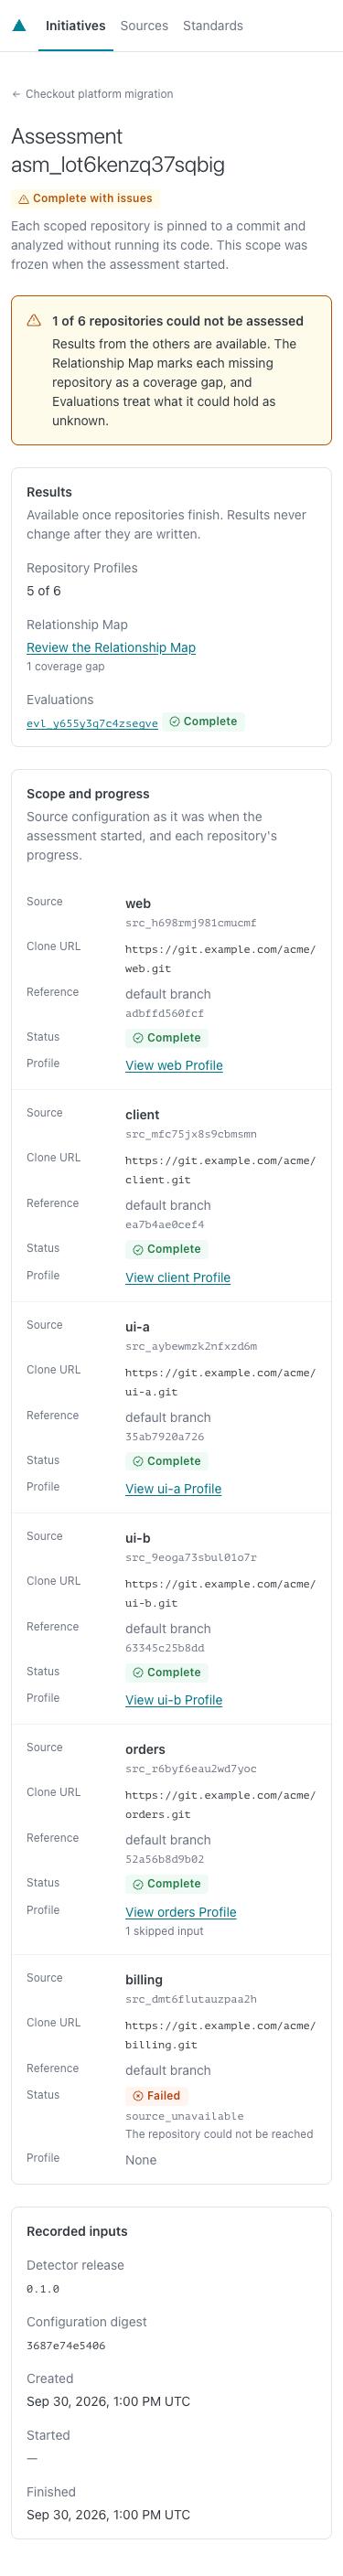 Initiatives Sources Standards
← Checkout platform migration
Assessment
asm_lot6kenzq37sqbig
Complete with issues
Each scoped repository is pinned to a commit and
analyzed without running its code. This scope was
frozen when the assessment started.
1 of 6 repositories could not be assessed
Results from the others are available. The
Relationship Map marks each missing
repository as a coverage gap, and
Evaluations treat what it could hold as
unknown.
Results
Available once repositories finish. Results never
change after they are written.
Repository Profiles
5 of 6
Relationship Map
Review the Relationship Map
1 coverage gap
Evaluations
evl_y655y3q7c4zsegve Complete
Scope and progress
Source configuration as it was when the
assessment started, and each repository's
progress.
Source web
src_h698rmj981cmucmf
Clone URL https://git.example.com/acme/
web.git
Reference default branch
adbffd560fcf
Status Complete
Profile View web Profile
Source client
src_mfc75jx8s9cbmsmn
Clone URL https://git.example.com/acme/
client.git
Reference default branch
ea7b4ae0cef4
Status Complete
Profile View client Profile
Source ui-a
src_aybewmzk2nfxzd6m
Clone URL https://git.example.com/acme/
ui-a.git
Reference default branch
35ab7920a726
Status Complete
Profile View ui-a Profile
Source ui-b
src_9eoga73sbul01o7r
Clone URL https://git.example.com/acme/
ui-b.git
Reference default branch
63345c25b8dd
Status Complete
Profile View ui-b Profile
Source orders
src_r6byf6eau2wd7yoc
Clone URL https://git.example.com/acme/
orders.git
Reference default branch
52a56b8d9b02
Status Complete
Profile View orders Profile
1 skipped input
Source billing
src_dmt6flutauzpaa2h
Clone URL https://git.example.com/acme/
billing.git
Reference default branch
Status Failed
source_unavailable
The repository could not be reached
Profile None
Recorded inputs
Detector release
0.1.0
Configuration digest
3687e74e5406
Created
Sep 30, 2026, 1:00 PM UTC
Started
—
Finished
Sep 30, 2026, 1:00 PM UTC